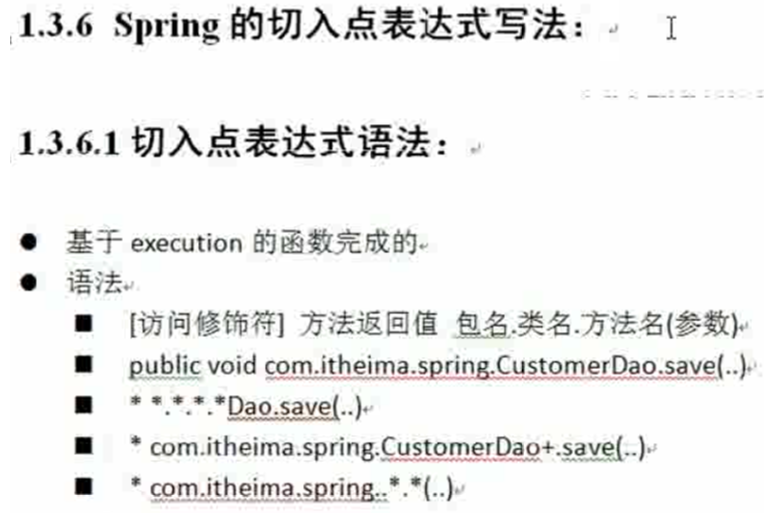 1.3.6 Spring 的切入点表达式写法：
1.3.6.1 切入点表达式语法：
● 基于 execution 的函数完成的
● 语法
■ [访问修饰符] 方法返回值 包名.类名.方法名(参数)
■ public void com.itheima.spring.CustomerDao.save(..)
■ * *.*.*.*Dao.save(..)
■ * com.itheima.spring.CustomerDao+.save(..)
■ * com.itheima.spring..*.*(..)